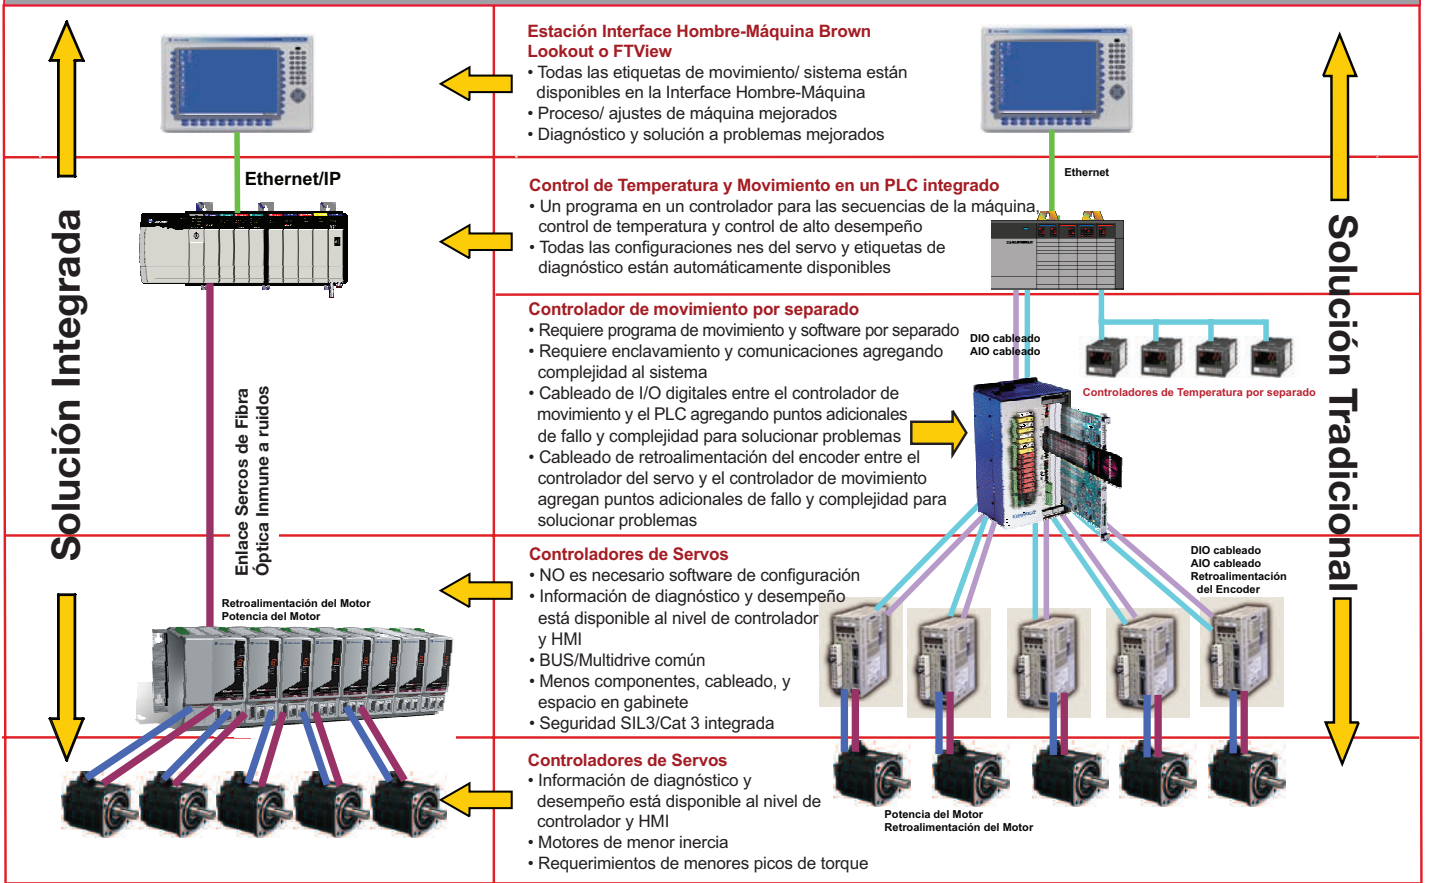 Solución Integrada
Ethernet/IP
Enlace Sercos de Fibra
Óptica Inmune a ruidos
Retroalimentación del Motor
Potencia del Motor
Estación Interface Hombre-Máquina Brown
Lookout o FTView
• Todas las etiquetas de movimiento/ sistema están
disponibles en la Interface Hombre-Máquina
• Proceso/ ajustes de máquina mejorados
• Diagnóstico y solución a problemas mejorados
Control de Temperatura y Movimiento en un PLC integrado
• Un programa en un controlador para las secuencias de la máquina,
control de temperatura y control de alto desempeño
• Todas las configuraciones nes del servo y etiquetas de
diagnóstico están automáticamente disponibles
Controlador de movimiento por separado
• Requiere programa de movimiento y software por separado
• Requiere enclavamiento y comunicaciones agregando
complejidad al sistema
• Cableado de I/O digitales entre el controlador de
movimiento y el PLC agregando puntos adicionales
de fallo y complejidad para solucionar problemas
• Cableado de retroalimentación del encoder entre el
controlador del servo y el controlador de movimiento
agregan puntos adicionales de fallo y complejidad para
solucionar problemas
Controladores de Servos
• NO es necesario software de configuración
• Información de diagnóstico y desempeño
está disponible al nivel de controlador
y HMI
• BUS/Multidrive común
• Menos componentes, cableado, y
espacio en gabinete
• Seguridad SIL3/Cat 3 integrada
Controladores de Servos
• Información de diagnóstico y
desempeño está disponible al nivel de
controlador y HMI
• Motores de menor inercia
• Requerimientos de menores picos de torque
Ethernet
DIO cableado
AIO cableado
Controladores de Temperatura por separado
DIO cableado
AIO cableado
Retroalimentación
del Encoder
Potencia del Motor
Retroalimentación del Motor
Solución Tradicional